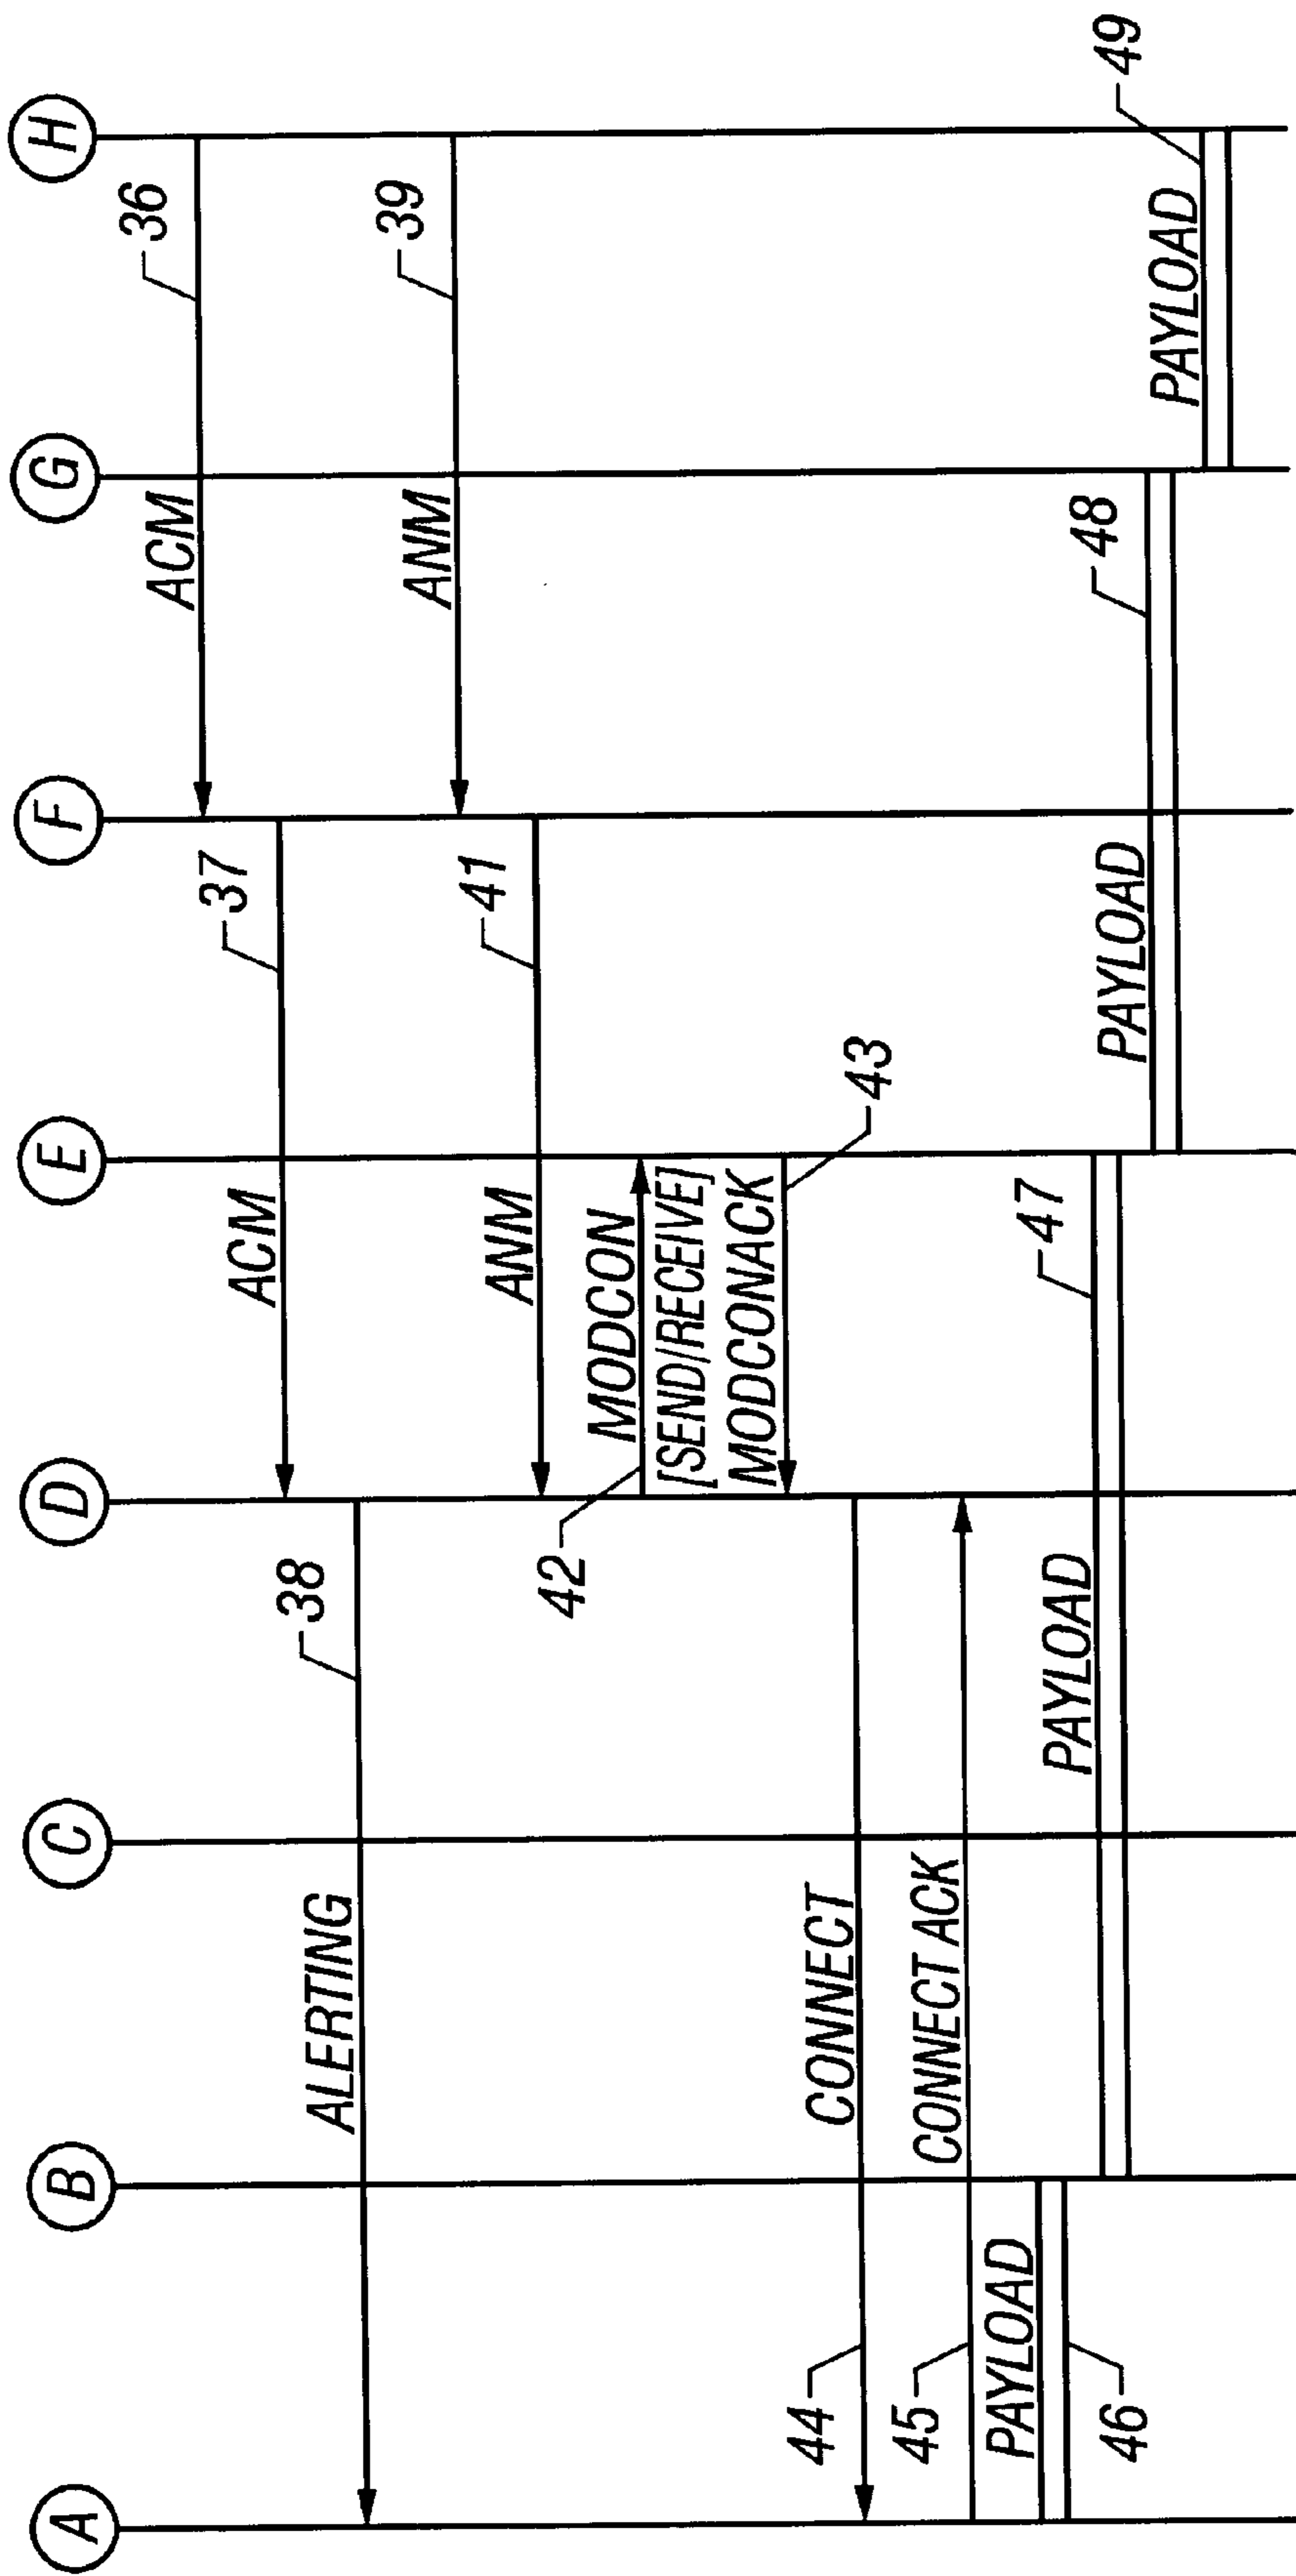 A
B
C
D
E
F
G
H
ACM
36
ACM
37
ALERTING
38
ANM
39
ANM
41
MODCON
42
[SEND/RECEIVE]
MODCONACK
43
CONNECT
44
CONNECT ACK
45
PAYLOAD
46
PAYLOAD
47
PAYLOAD
48
PAYLOAD
49